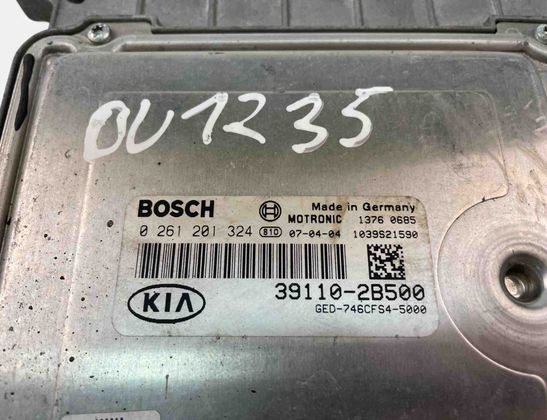 OU1235
BOSCH Made in Germany
MOTRONIC 1376 0685
0 261 201 324 810 07-04-04 1039S21590
39110-2B500
KIA
GED-746CFS4-5000